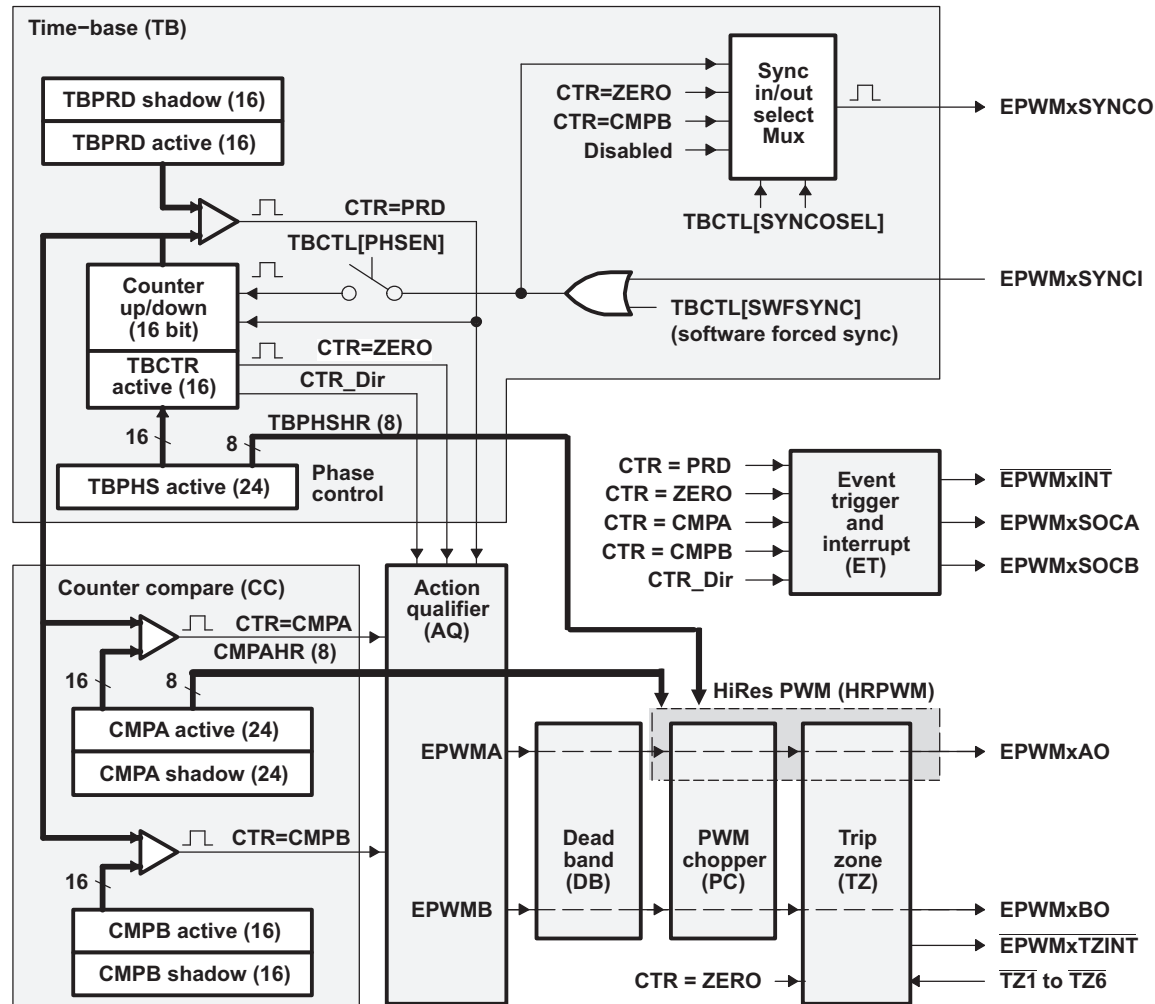 Time−base (TB)
TBPRD shadow (16)
TBPRD active (16)
CTR=PRD
TBCTL[PHSEN]
Counter
up/down
(16 bit)
TBCTR
active (16)
CTR=ZERO
CTR_Dir
16
8
TBPHSHR (8)
TBPHS active (24)
Phase
control
CTR=ZERO
CTR=CMPB
Disabled
Sync
in/out
select
Mux
TBCTL[SYNCOSEL]
EPWMxSYNCO
EPWMxSYNCI
TBCTL[SWFSYNC]
(software forced sync)
CTR = PRD
CTR = ZERO
CTR = CMPA
CTR = CMPB
CTR_Dir
Event
trigger
and
interrupt
(ET)
EPWMxINT
EPWMxSOCA
EPWMxSOCB
Counter compare (CC)
CTR=CMPA
CMPAHR (8)
16
8
CMPA active (24)
CMPA shadow (24)
CTR=CMPB
16
CMPB active (16)
CMPB shadow (16)
Action
qualifier
(AQ)
EPWMA
EPWMB
HiRes PWM (HRPWM)
Dead
band
(DB)
PWM
chopper
(PC)
Trip
zone
(TZ)
CTR = ZERO
EPWMxAO
EPWMxBO
EPWMxTZINT
TZ1 to TZ6